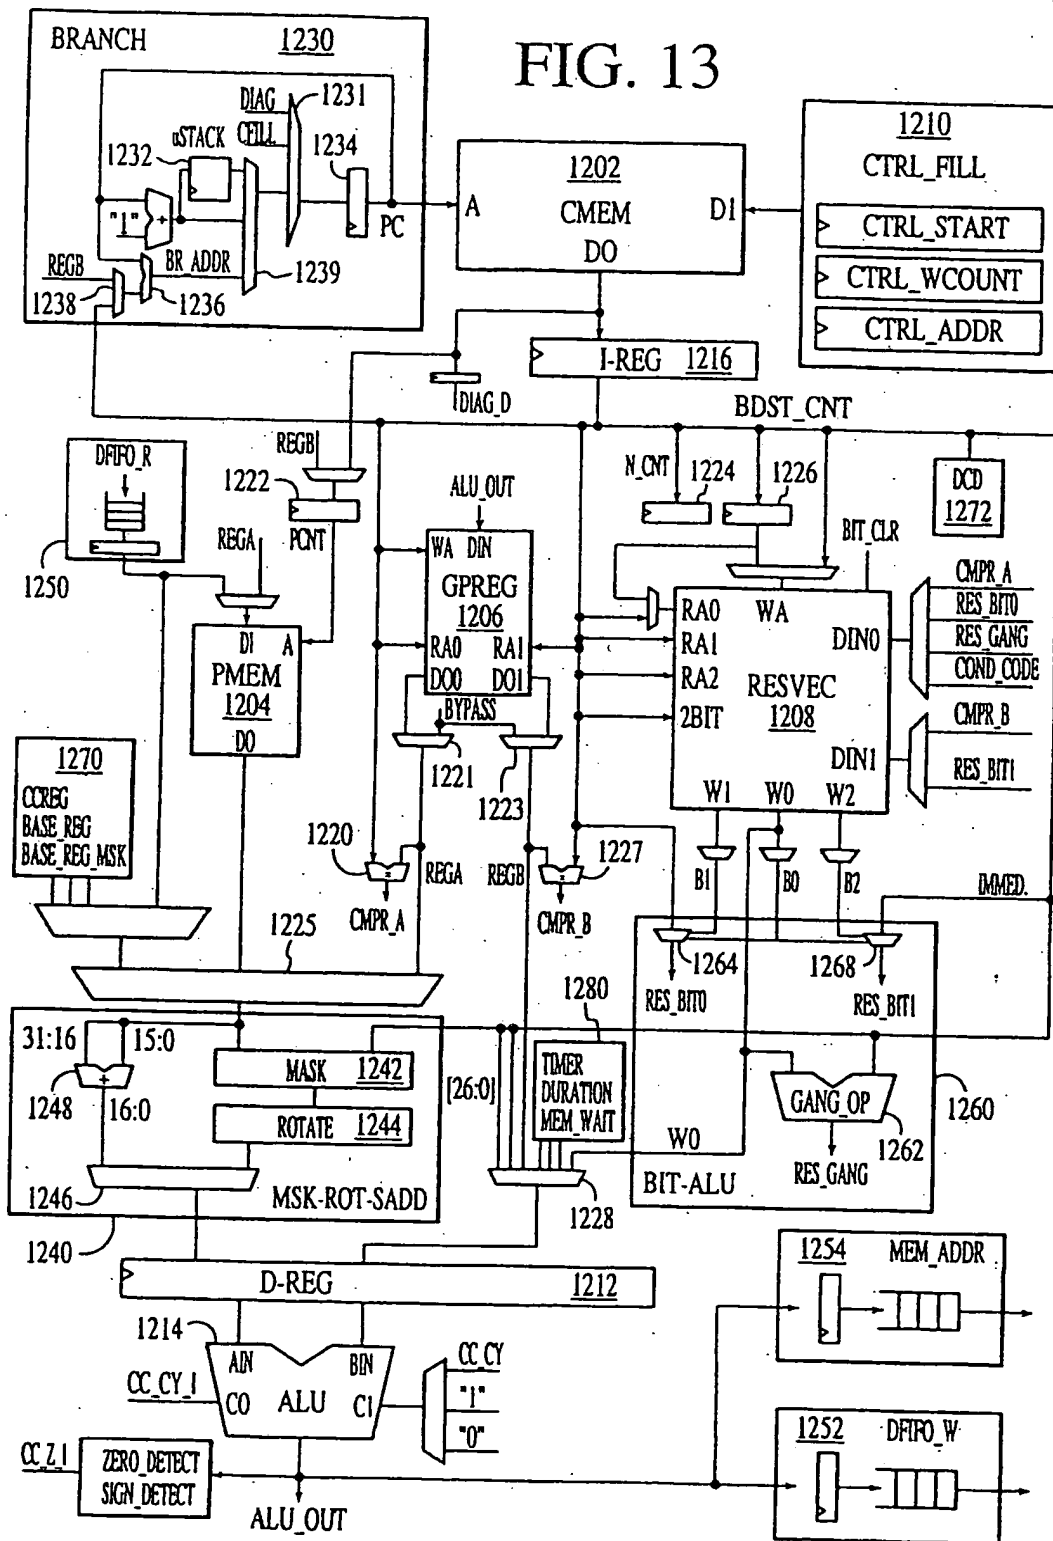 FIG. 13
BRANCH 1230
1231
DIAG
CFILL
uSTACK
1232
1234
"1"
+
PC
REGB
BR_ADDR
1239
1238
1236
1202
CMEM
A
DI
DO
1210
CTRL_FILL
CTRL_START
CTRL_WCOUNT
CTRL_ADDR
I-REG 1216
DIAG_D
BDST_CNT
DFIFO_R
1250
REGB
1222
PCNT
REGA
ALU_OUT
N_CNT
1224
1226
DCD
1272
BIT_CLR
WA DIN
GPREG
1206
RA0 RA1
DO0 DO1
BYPASS
1221
1223
DI A
PMEM
1204
DO
RA0
WA
RA1
RA2
2BIT
RESVEC
1208
DIN0
DIN1
W1 W0 W2
CMPR_A
RES_BIT0
RES_GANG
COND_CODE
CMPR_B
RES_BIT1
1270
CCREG
BASE_REG
BASE_REG_MSK
1220
=
CMPR_A
REGA
REGB
=
CMPR_B
1227
B1
B0
B2
IMMED.
1225
1264
1268
RES_BIT0
RES_BIT1
31:16
15:0
1248
+
16:0
MASK 1242
ROTATE 1244
1246
MSK-ROT-SADD
1240
[26:0]
1280
TIMER
DURATION
MEM_WAIT
W0
1228
GANG_OP
1262
RES_GANG
BIT-ALU
1260
D-REG 1212
1214
AIN BIN
CC_CY_I
CO ALU CI
CC_CY
"1"
"0"
CC_Z_I
ZERO_DETECT
SIGN_DETECT
ALU_OUT
1254 MEM_ADDR
1252 DFIFO_W